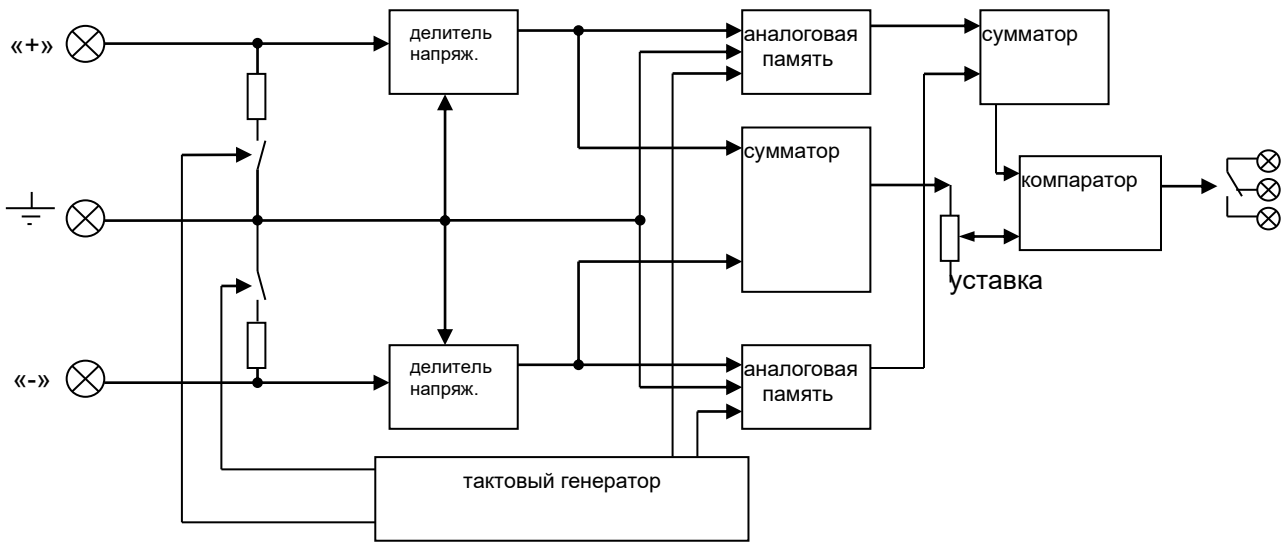 «+»
делитель
напряж.
аналоговая
память
сумматор
сумматор
компаратор
уставка
«-»
делитель
напряж.
аналоговая
память
тактовый генератор